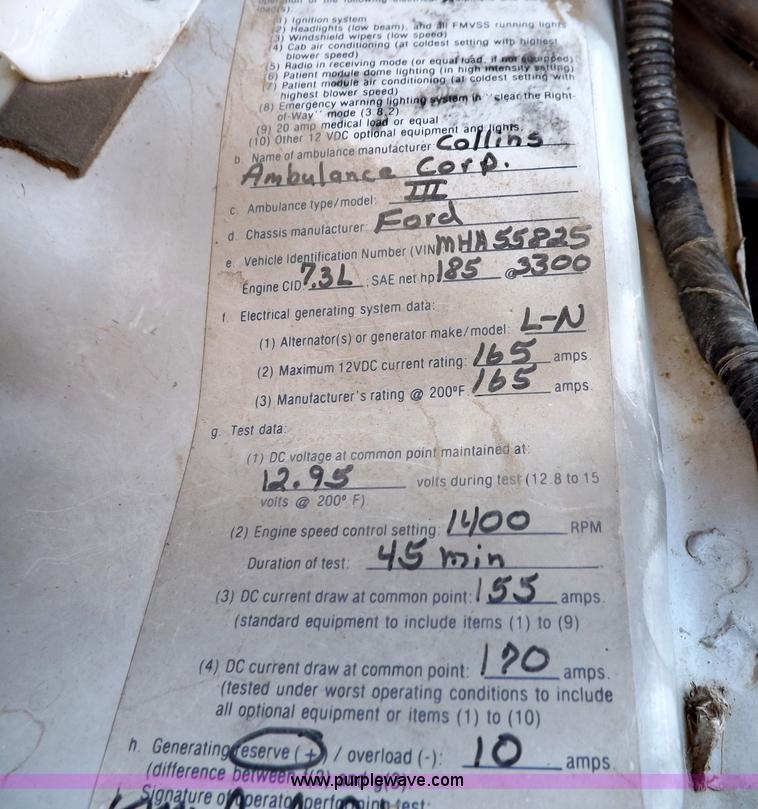 load(s):
(1) Ignition system
(2) Headlights (low beam), and all FMVSS running lights
(3) Windshield wipers (low speed)
(4) Cab air conditioning (at coldest setting with highest
blower speed)
(5) Radio in receiving mode (or equal load, if not equipped)
(6) Patient module dome lighting (in high intensity setting)
(7) Patient module air conditioning (at coldest setting with
highest blower speed)
(8) Emergency warning lighting system in "clear the Right-
of-Way" mode (3.8.2)
(9) 20 amp medical load or equal
(10) Other 12 VDC optional equipment and lights.
b. Name of ambulance manufacturer: Collins
Ambulance Corp.
c. Ambulance type/model: III
d. Chassis manufacturer: Ford
e. Vehicle Identification Number (VIN MHA55825
Engine CID 7.3L, SAE net hp 185 @ 3300
f. Electrical generating system data:
(1) Alternator(s) or generator make/model: L-N
(2) Maximum 12VDC current rating: 165 amps.
(3) Manufacturer's rating @ 200°F 165 amps.
g. Test data:
(1) DC voltage at common point maintained at:
12.95 volts during test (12.8 to 15
volts @ 200° F).
(2) Engine speed control setting: 1400 RPM
Duration of test: 45 min
(3) DC current draw at common point: 155 amps.
(standard equipment to include items (1) to (9)
(4) DC current draw at common point: 170 amps.
(tested under worst operating conditions to include
all optional equipment or items (1) to (10)
h. Generating reserve (+) / overload (-): 10 amps.
(difference between
www.purplewave.com
Signature of operator performing test: